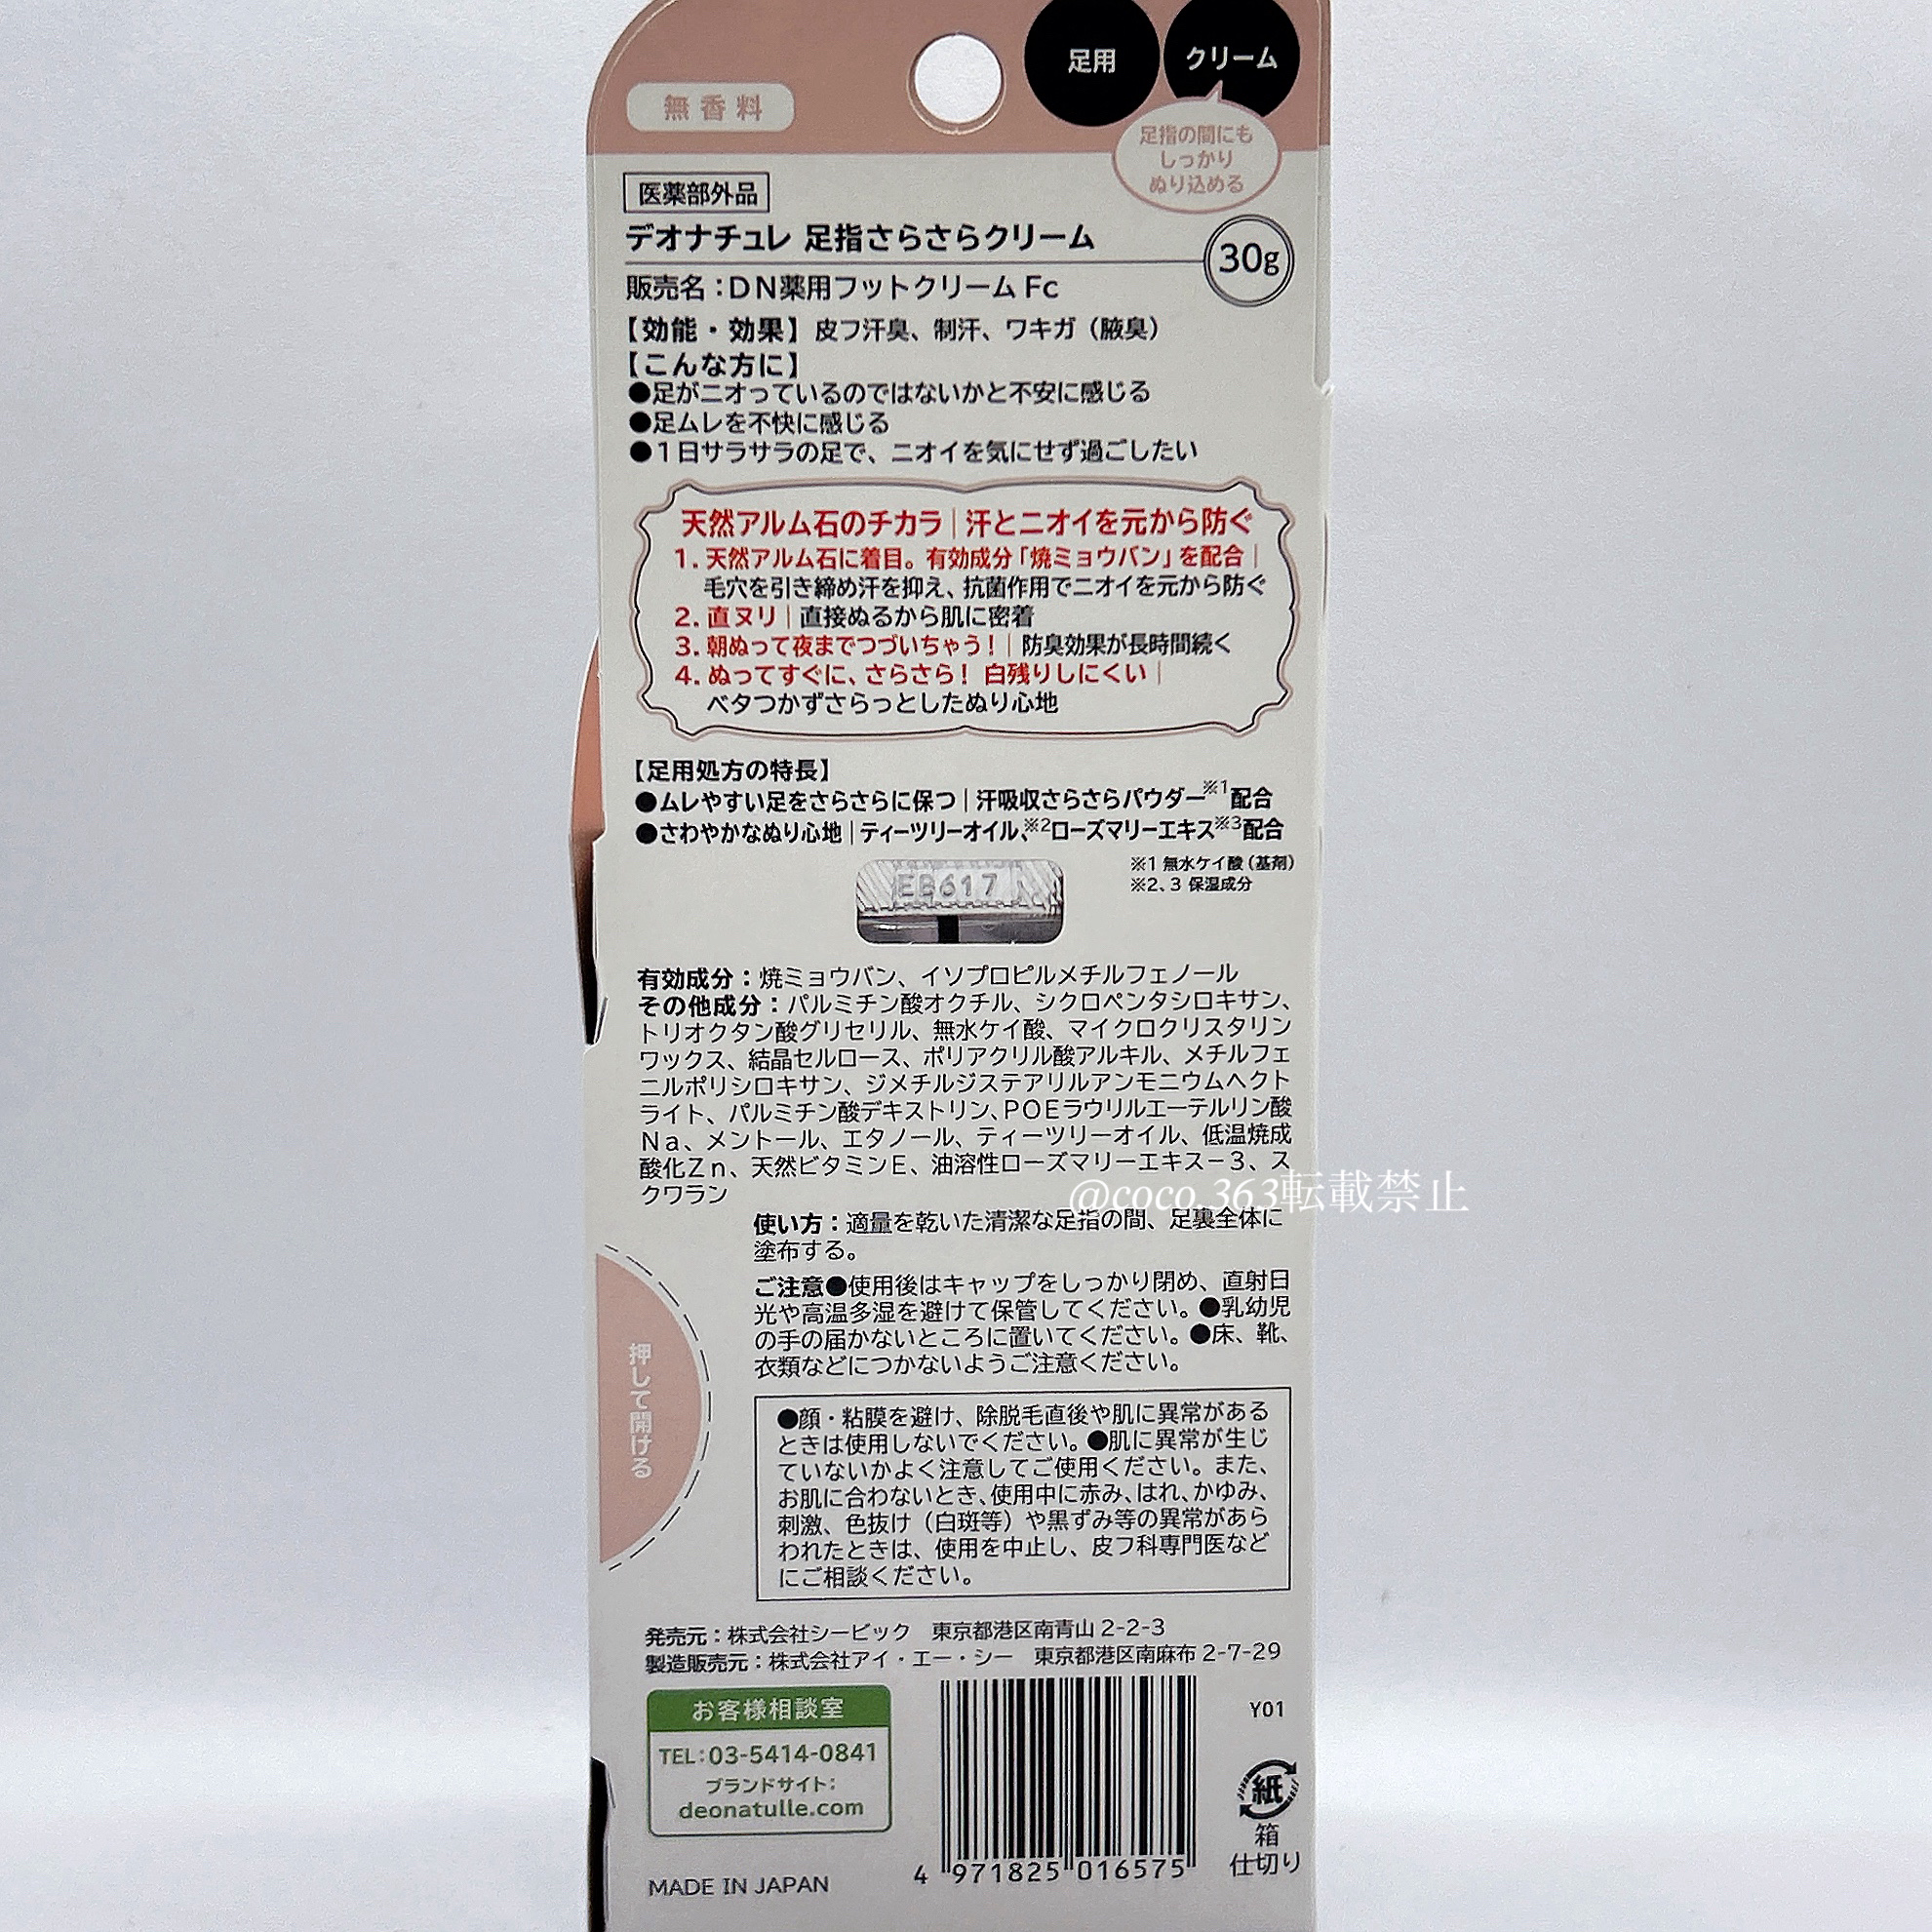 足用
クリーム
無香料
足指の間にも
しっかり
ぬり込める
医薬部外品
デオナチュレ 足指さらさらクリーム
30g
販売名：DN薬用フットクリーム Fc
【効能・効果】皮フ汗臭、制汗、ワキガ（腋臭）
【こんな方に】
●足がニオっているのではないかと不安に感じる
●足ムレを不快に感じる
●1日サラサラの足で、ニオイを気にせず過ごしたい
天然アルム石のチカラ｜汗とニオイを元から防ぐ
1. 天然アルム石に着目。有効成分「焼ミョウバン」を配合｜
毛穴を引き締め汗を抑え、抗菌作用でニオイを元から防ぐ
2. 直ヌリ｜直接ぬるから肌に密着
3. 朝ぬって夜までつづいちゃう！｜防臭効果が長時間続く
4. ぬってすぐに、さらさら！ 白残りしにくい｜
ベタつかずさらっとしたぬり心地
【足用処方の特長】
●ムレやすい足をさらさらに保つ｜汗吸収さらさらパウダー※1配合
●さわやかなぬり心地｜ティーツリーオイル、※2ローズマリーエキス※3配合
※1 無水ケイ酸（基剤）
※2、3 保湿成分
EB617
有効成分：焼ミョウバン、イソプロピルメチルフェノール
その他成分：パルミチン酸オクチル、シクロペンタシロキサン、
トリオクタン酸グリセリル、無水ケイ酸、マイクロクリスタリン
ワックス、結晶セルロース、ポリアクリル酸アルキル、メチルフェ
ニルポリシロキサン、ジメチルジステアリルアンモニウムヘクト
ライト、パルミチン酸デキストリン、POEラウリルエーテルリン酸
Na、メントール、エタノール、ティーツリーオイル、低温焼成
酸化Zn、天然ビタミンE、油溶性ローズマリーエキス－3、ス
クワラン
@coco.363転載禁止
使い方：適量を乾いた清潔な足指の間、足裏全体に
塗布する。
ご注意●使用後はキャップをしっかり閉め、直射日
光や高温多湿を避けて保管してください。●乳幼児
の手の届かないところに置いてください。●床、靴、
衣類などにつかないようご注意ください。
押して開ける
●顔・粘膜を避け、除脱毛直後や肌に異常がある
ときは使用しないでください。●肌に異常が生じ
ていないかよく注意してご使用ください。また、
お肌に合わないとき、使用中に赤み、はれ、かゆみ、
刺激、色抜け（白斑等）や黒ずみ等の異常があら
われたときは、使用を中止し、皮フ科専門医など
にご相談ください。
発売元：株式会社シービック 東京都港区南青山 2-2-3
製造販売元：株式会社アイ・エー・シー 東京都港区南麻布 2-7-29
お客様相談室
TEL：03-5414-0841
ブランドサイト：
deonatulle.com
MADE IN JAPAN
4 971825 016575
Y01
紙
箱
仕切り